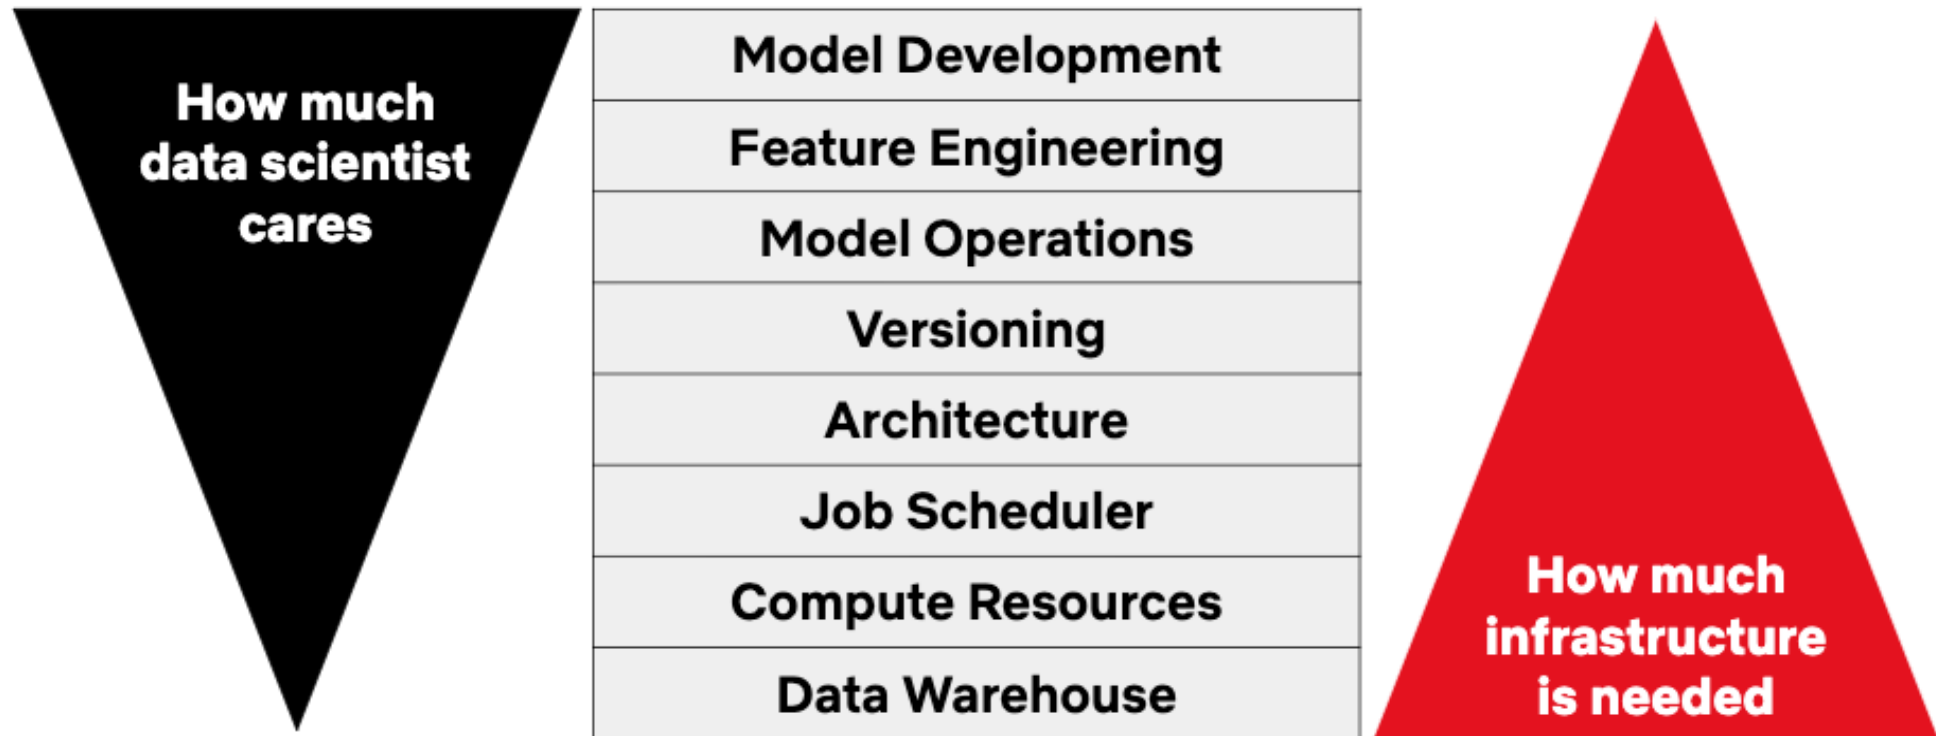 How much
data scientist
cares
Model Development
Feature Engineering
Model Operations
Versioning
Architecture
Job Scheduler
Compute Resources
Data Warehouse
How much
infrastructure
is needed